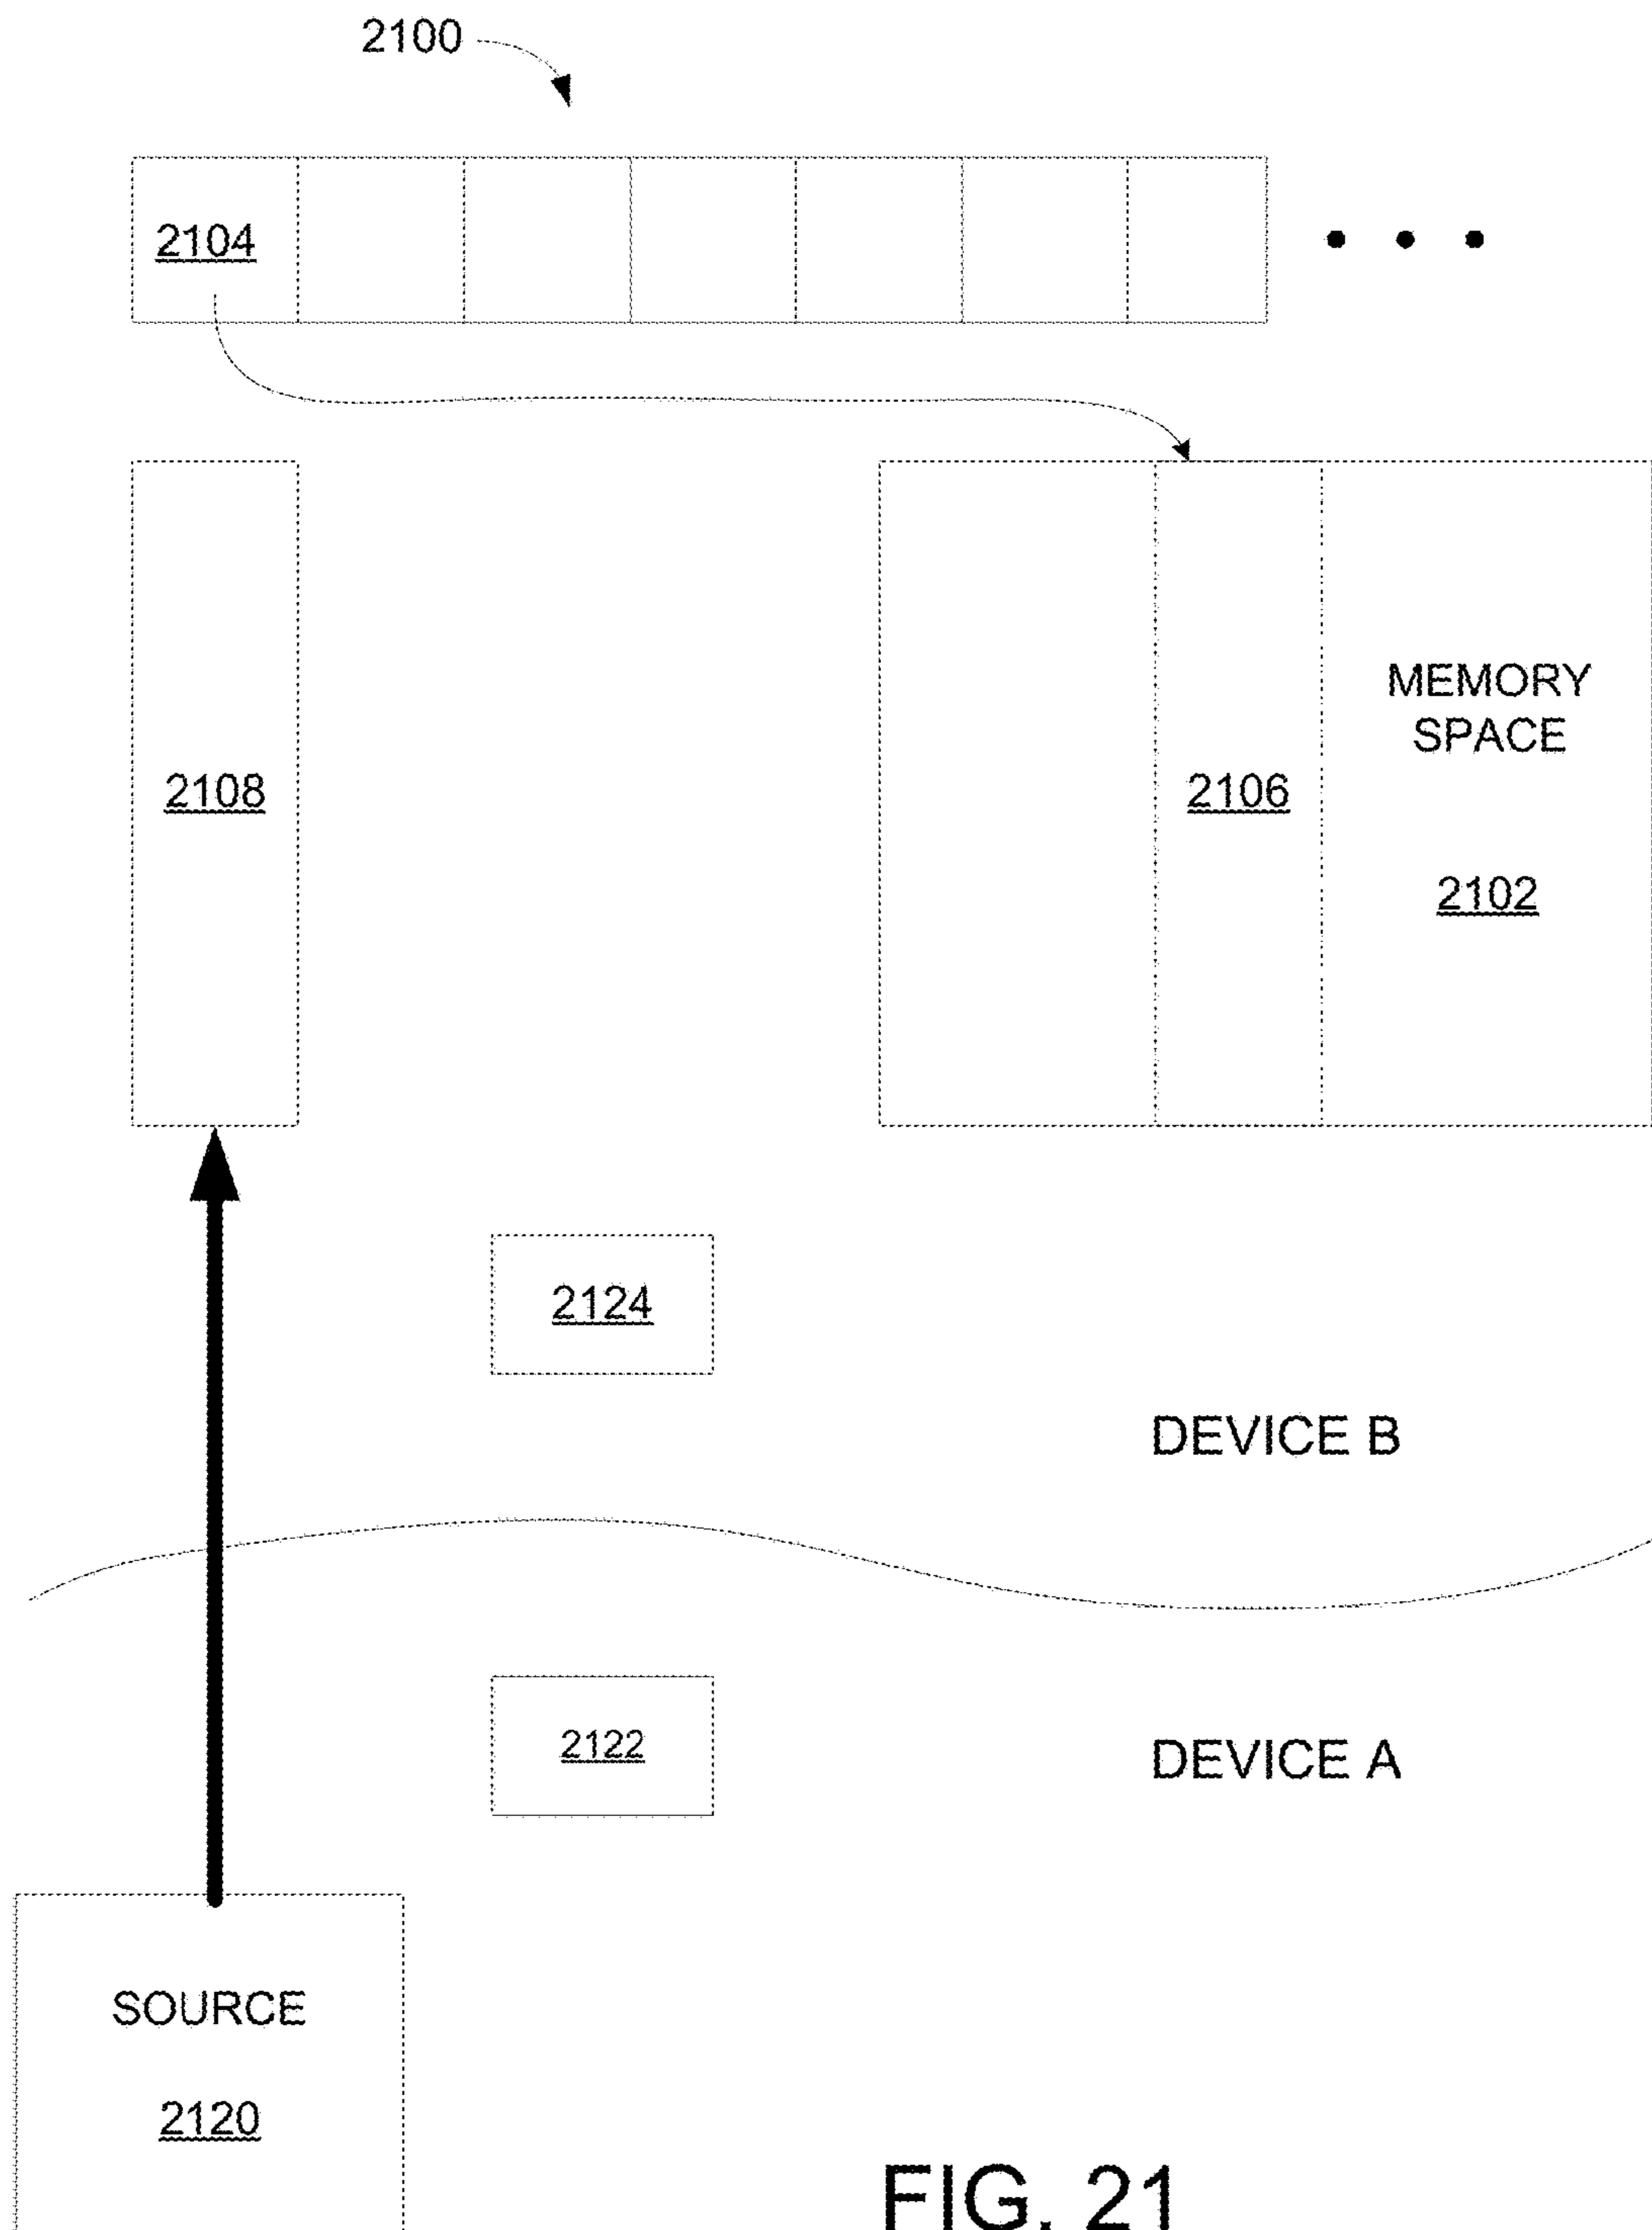 2100
2104
MEMORY
SPACE
2108
2106
2102
2124
DEVICE B
2122
DEVICE A
SOURCE
2120
FIG. 21